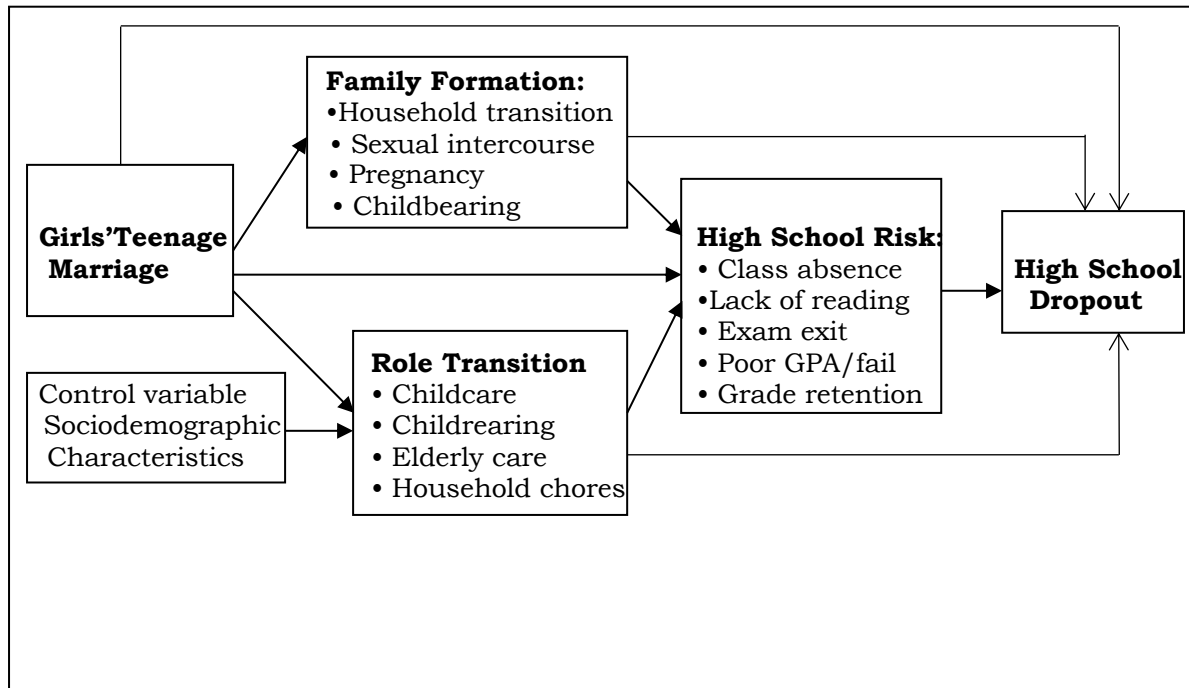 Family Formation:
•Household transition
• Sexual intercourse
• Pregnancy
• Childbearing
Girls’Teenage
Marriage
High School Risk:
• Class absence
•Lack of reading
• Exam exit
• Poor GPA/fail
• Grade retention
High School
Dropout
Role Transition
• Childcare
• Childrearing
• Elderly care
• Household chores
Control variable
Sociodemographic
Characteristics